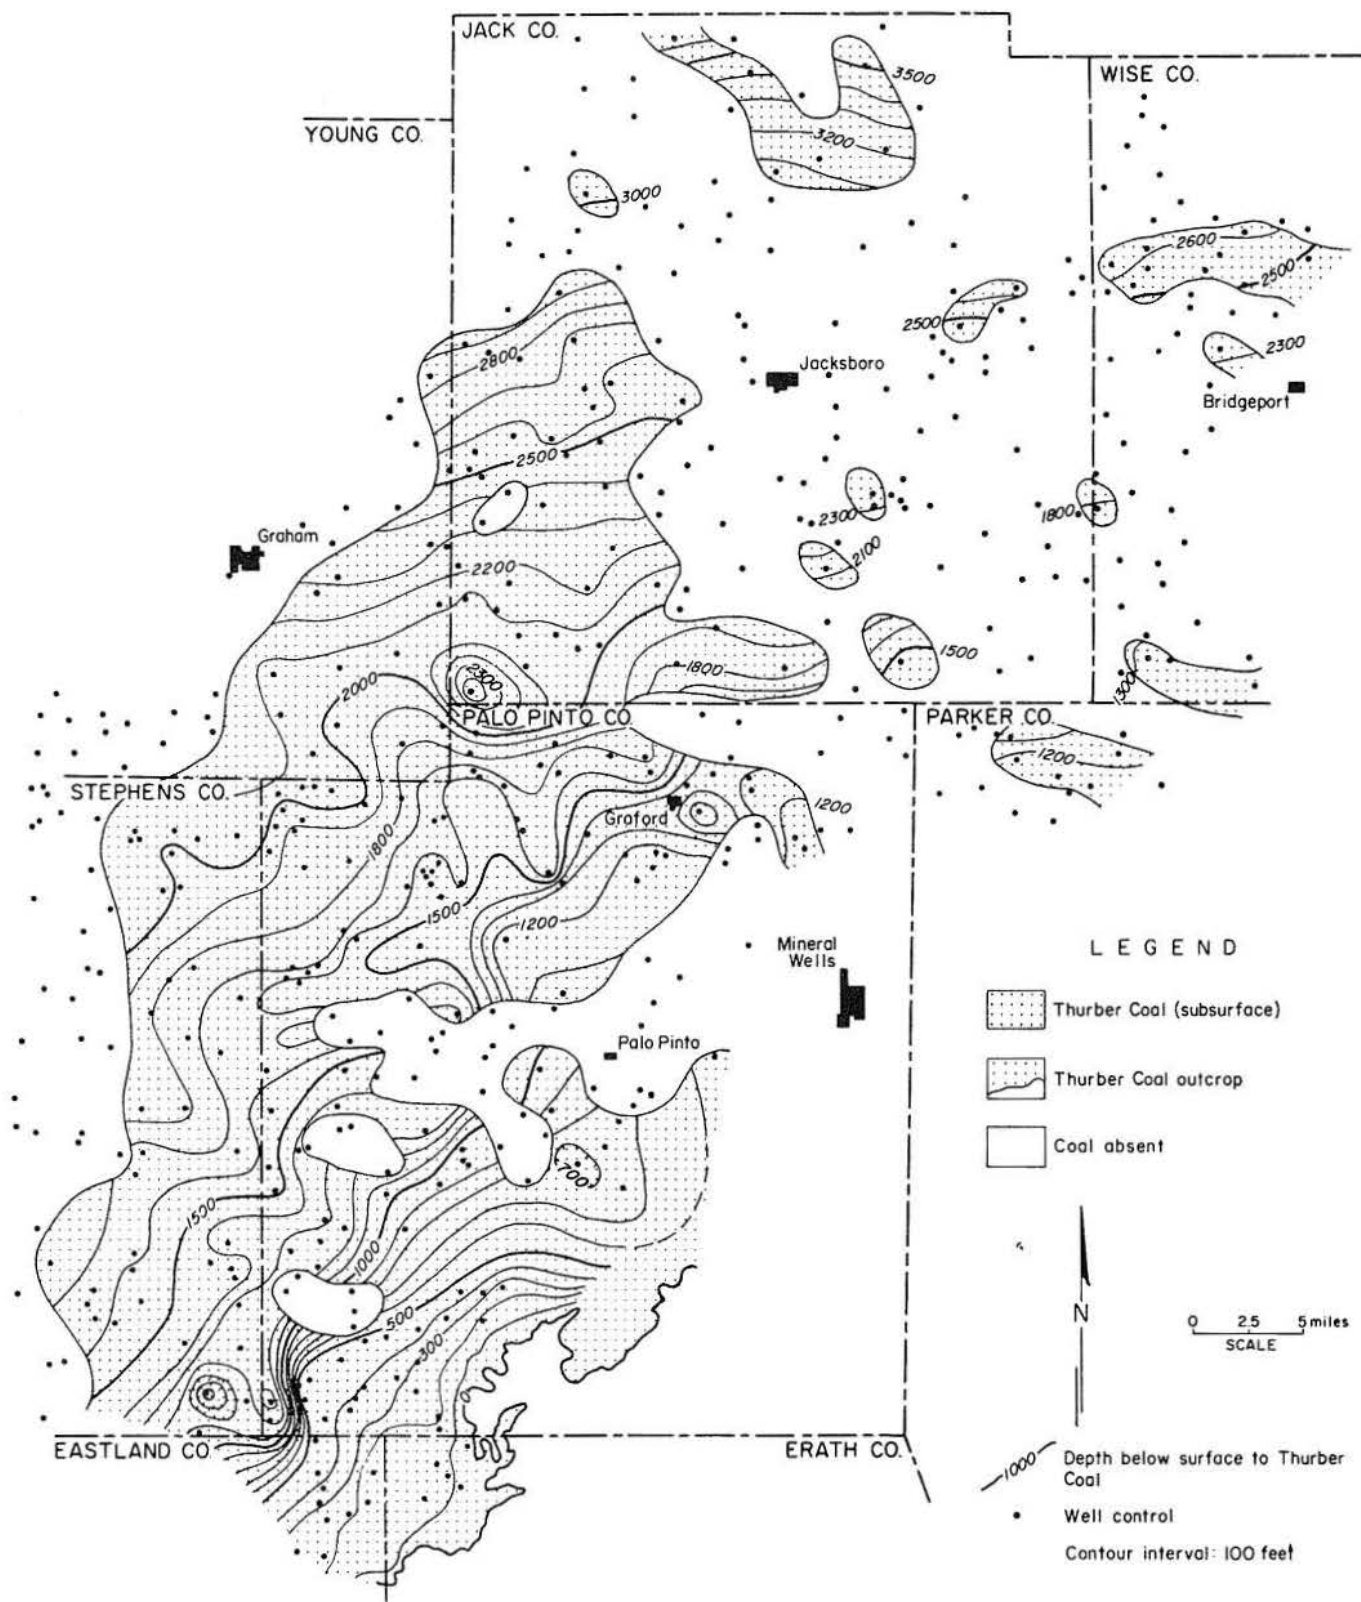 JACK CO.
WISE CO.
3500
YOUNG CO.
3200
3000
2600
2500
2500
2300
2800
Jacksboro
Bridgeport
2500
2300
1800
Graham
2100
2200
1500
1800
2300
2000
1300
PALO PINTO CO.
PARKER CO.
1200
STEPHENS CO.
1200
Graford
1800
1500
1200
Mineral
Wells
LEGEND
Thurber Coal (subsurface)
Palo Pinto
Thurber Coal outcrop
Coal absent
700
1500
1000
N
0 2.5 5 miles
SCALE
500
300
0
EASTLAND CO.
ERATH CO.
1000
Depth below surface to Thurber
Coal
Well control
Contour interval: 100 feet